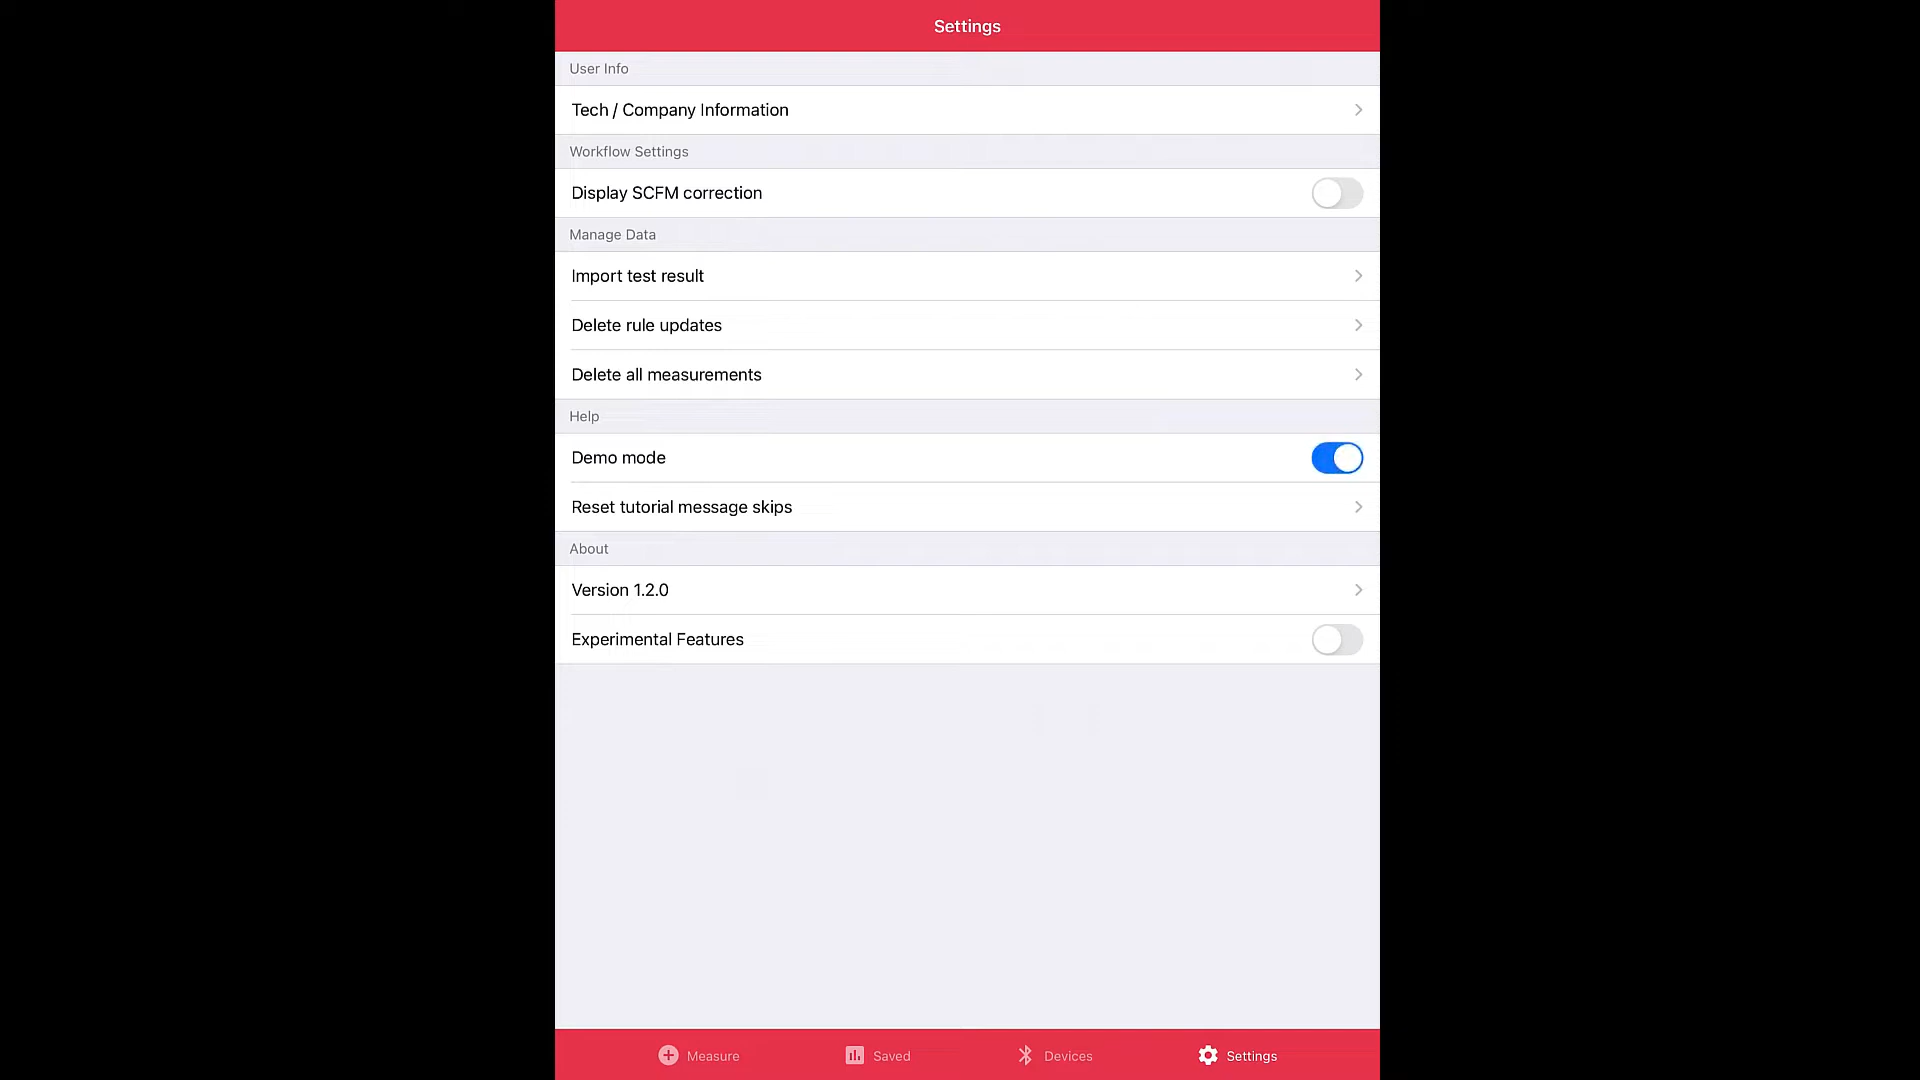 Settings
User Info
Tech / Company Information
Workflow Settings
Display SCFM correction
Manage Data
Import test result
Delete rule updates
Delete all measurements
Help
Demo mode
Reset tutorial message skips
About
Version 1.2.0
Experimental Features
Measure
Saved
Devices
Settings